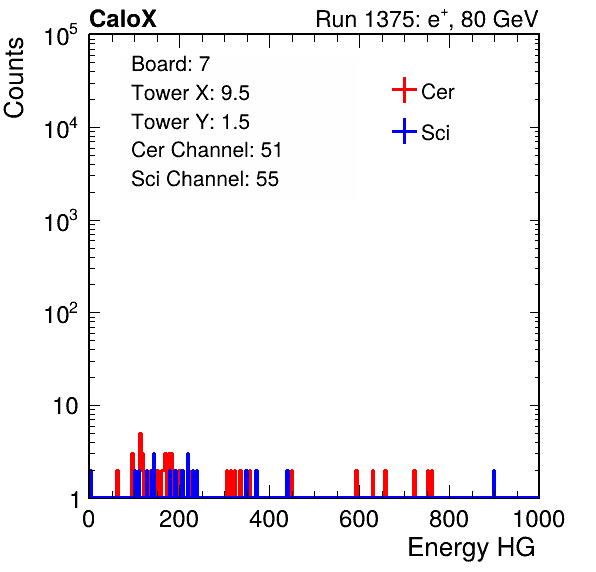 CaloX Run 1375: e+, 80 GeV
Counts
Board: 7
Tower X: 9.5
Tower Y: 1.5
Cer Channel: 51
Sci Channel: 55
Cer
Sci
10^5
10^4
10^3
10^2
10
1
0 200 400 600 800 1000
Energy HG